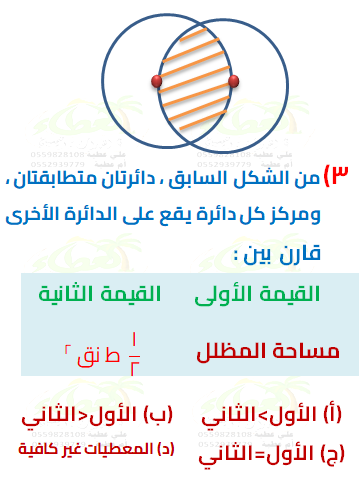 ٣) من الشكل السابق ، دائرتان متطابقتان ،
ومركز كل دائرة يقع على الدائرة الأخرى
قارن بين :
القيمة الأولى القيمة الثانية
مساحة المظلل ١/٢ ط نق ٢
(أ) الأول>الثاني (ب) الأول<الثاني
(ج) الأول=الثاني (د) المعطيات غير كافية